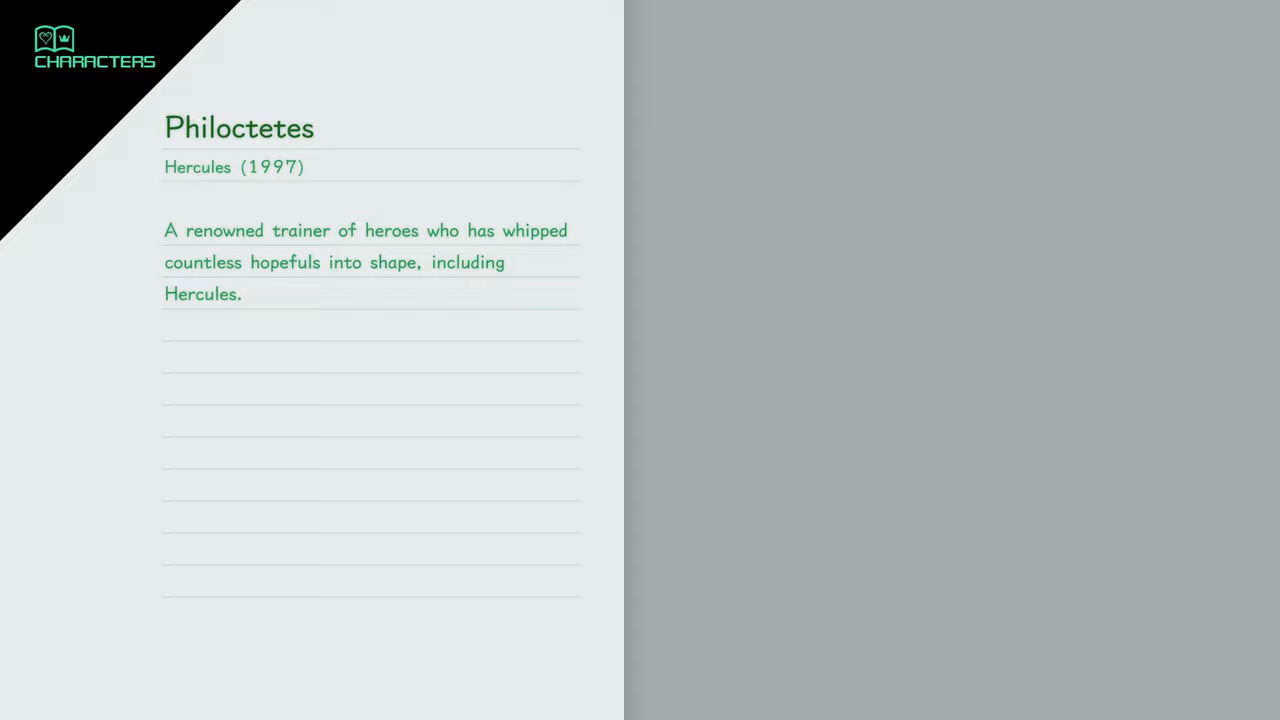 CHARACTERS
Philoctetes
Hercules (1997)
A renowned trainer of heroes who has whipped
countless hopefuls into shape, including
Hercules.